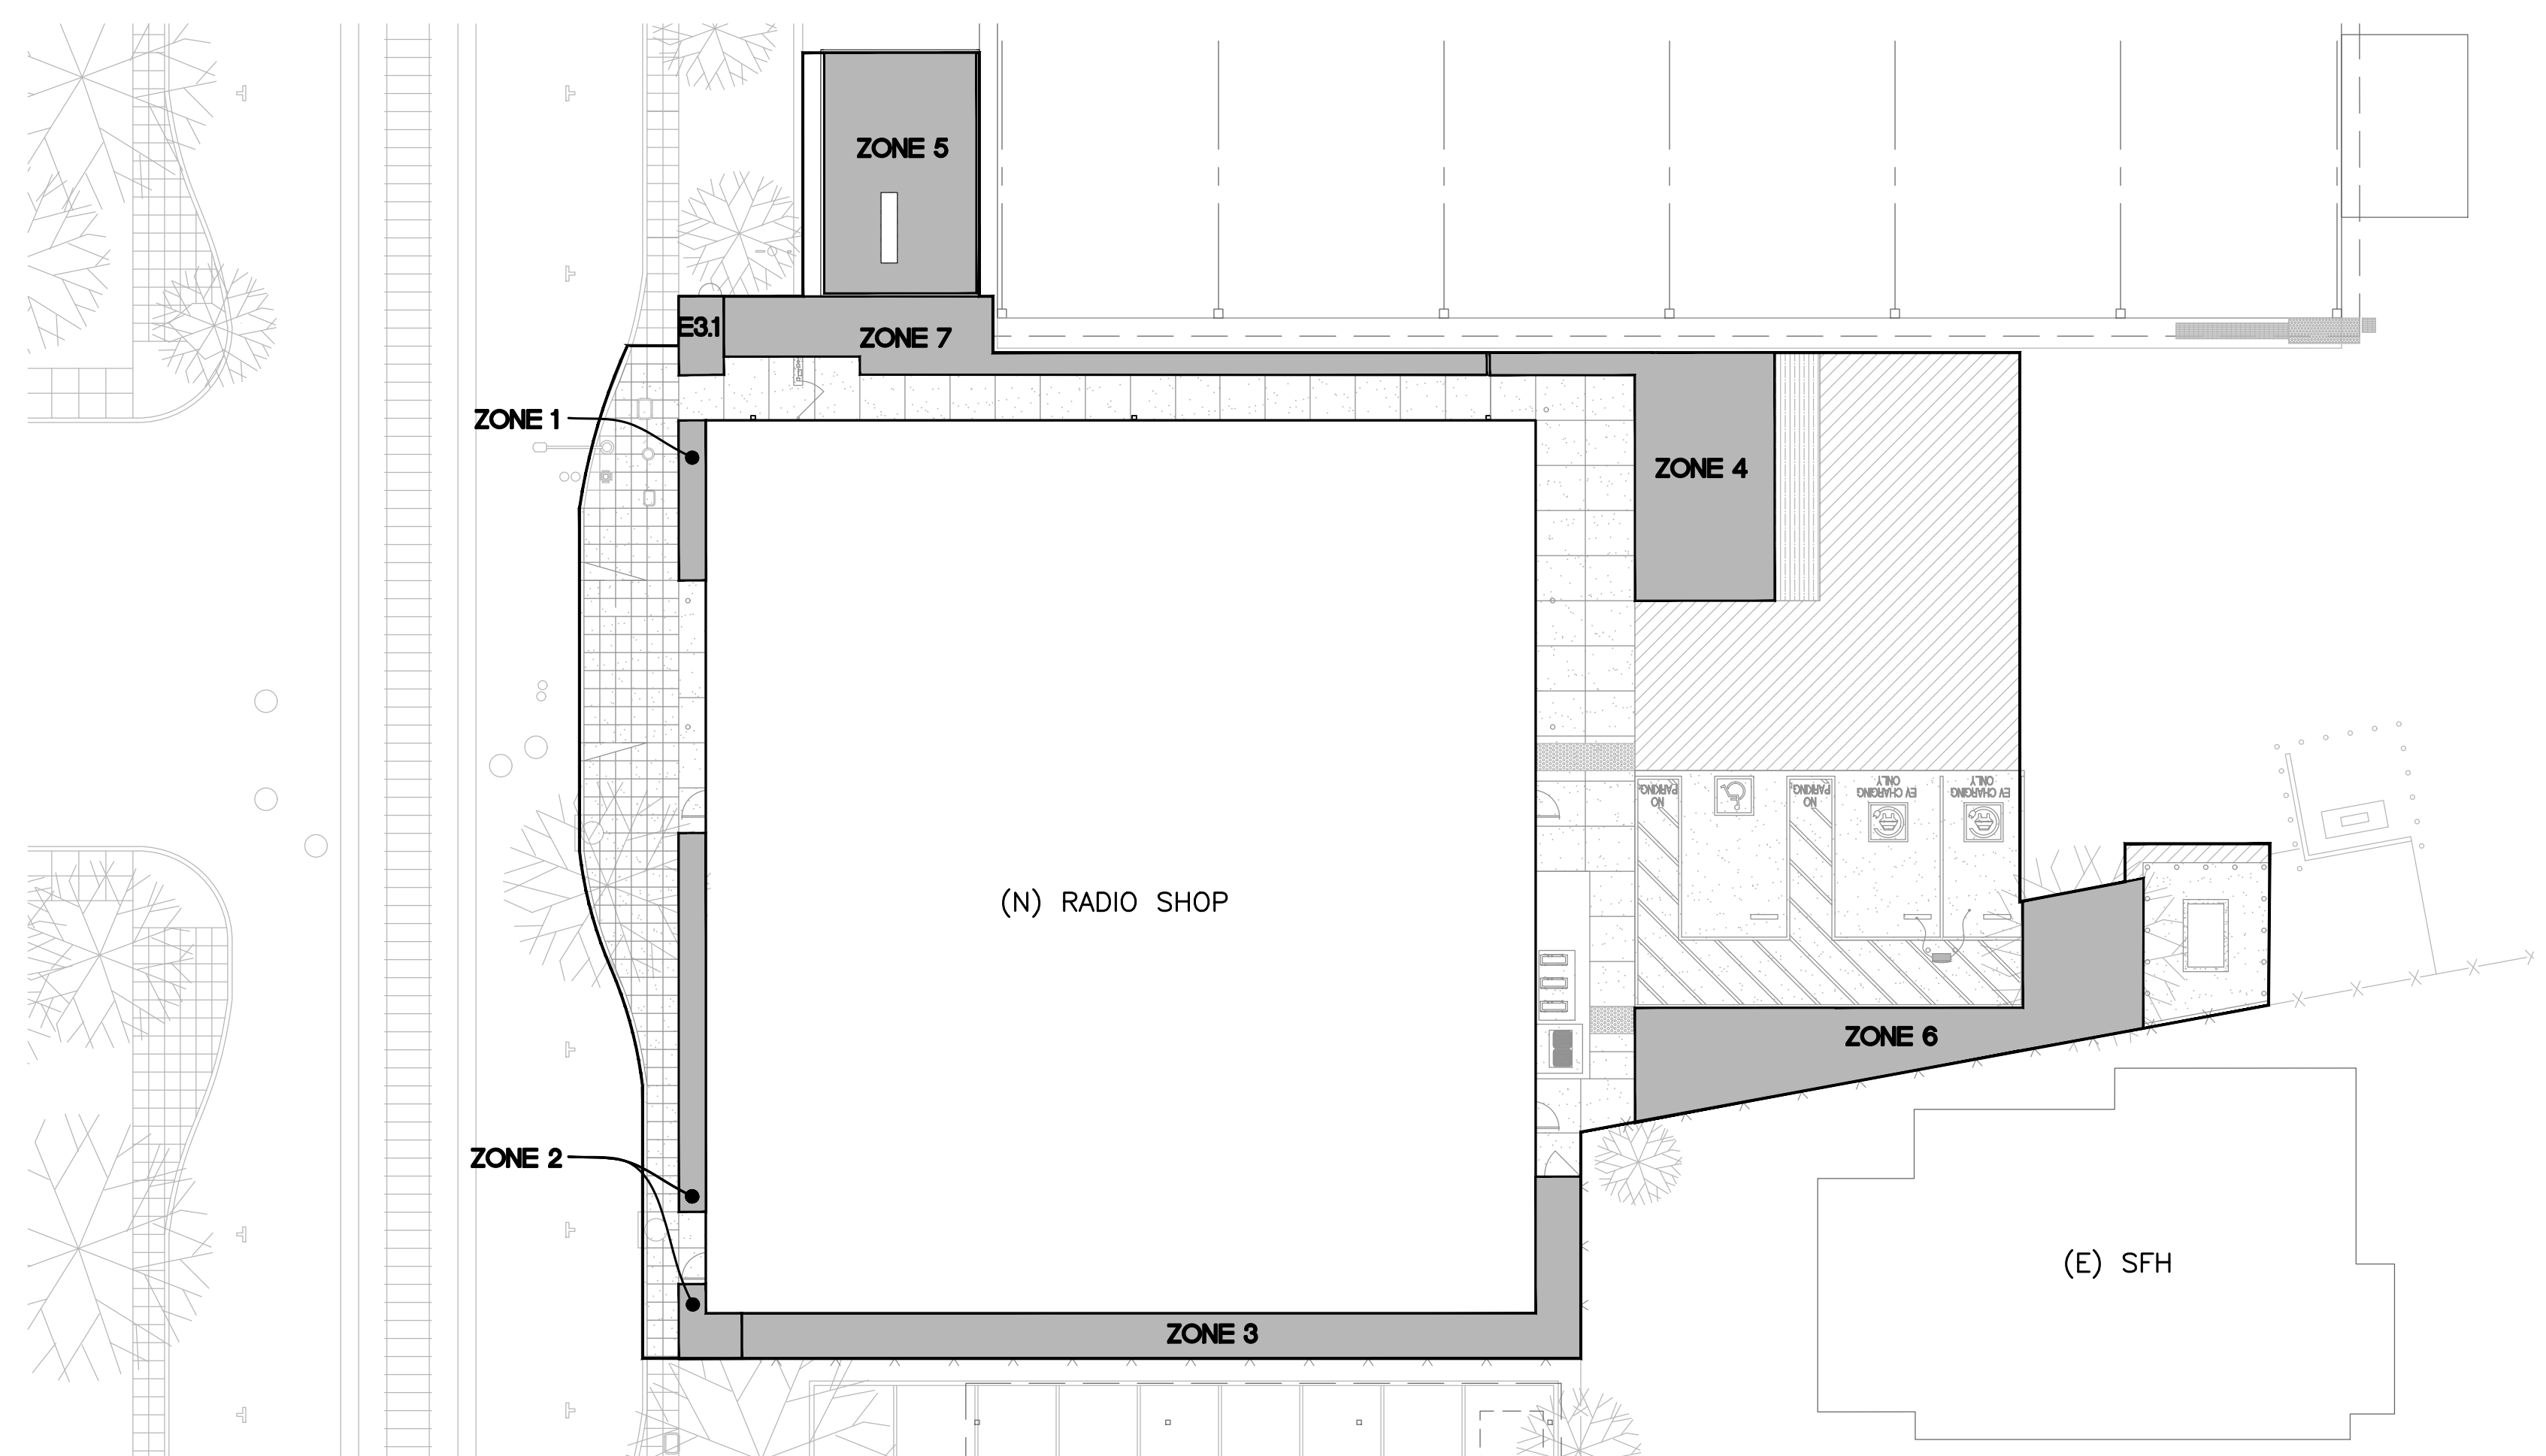 ZONE 5
E3.1
ZONE 7
ZONE 1
ZONE 4
NO
PARKING
NO
PARKING
EV CHARGING
ONLY
EV CHARGING
ONLY
(N) RADIO SHOP
ZONE 6
ZONE 2
(E) SFH
ZONE 3